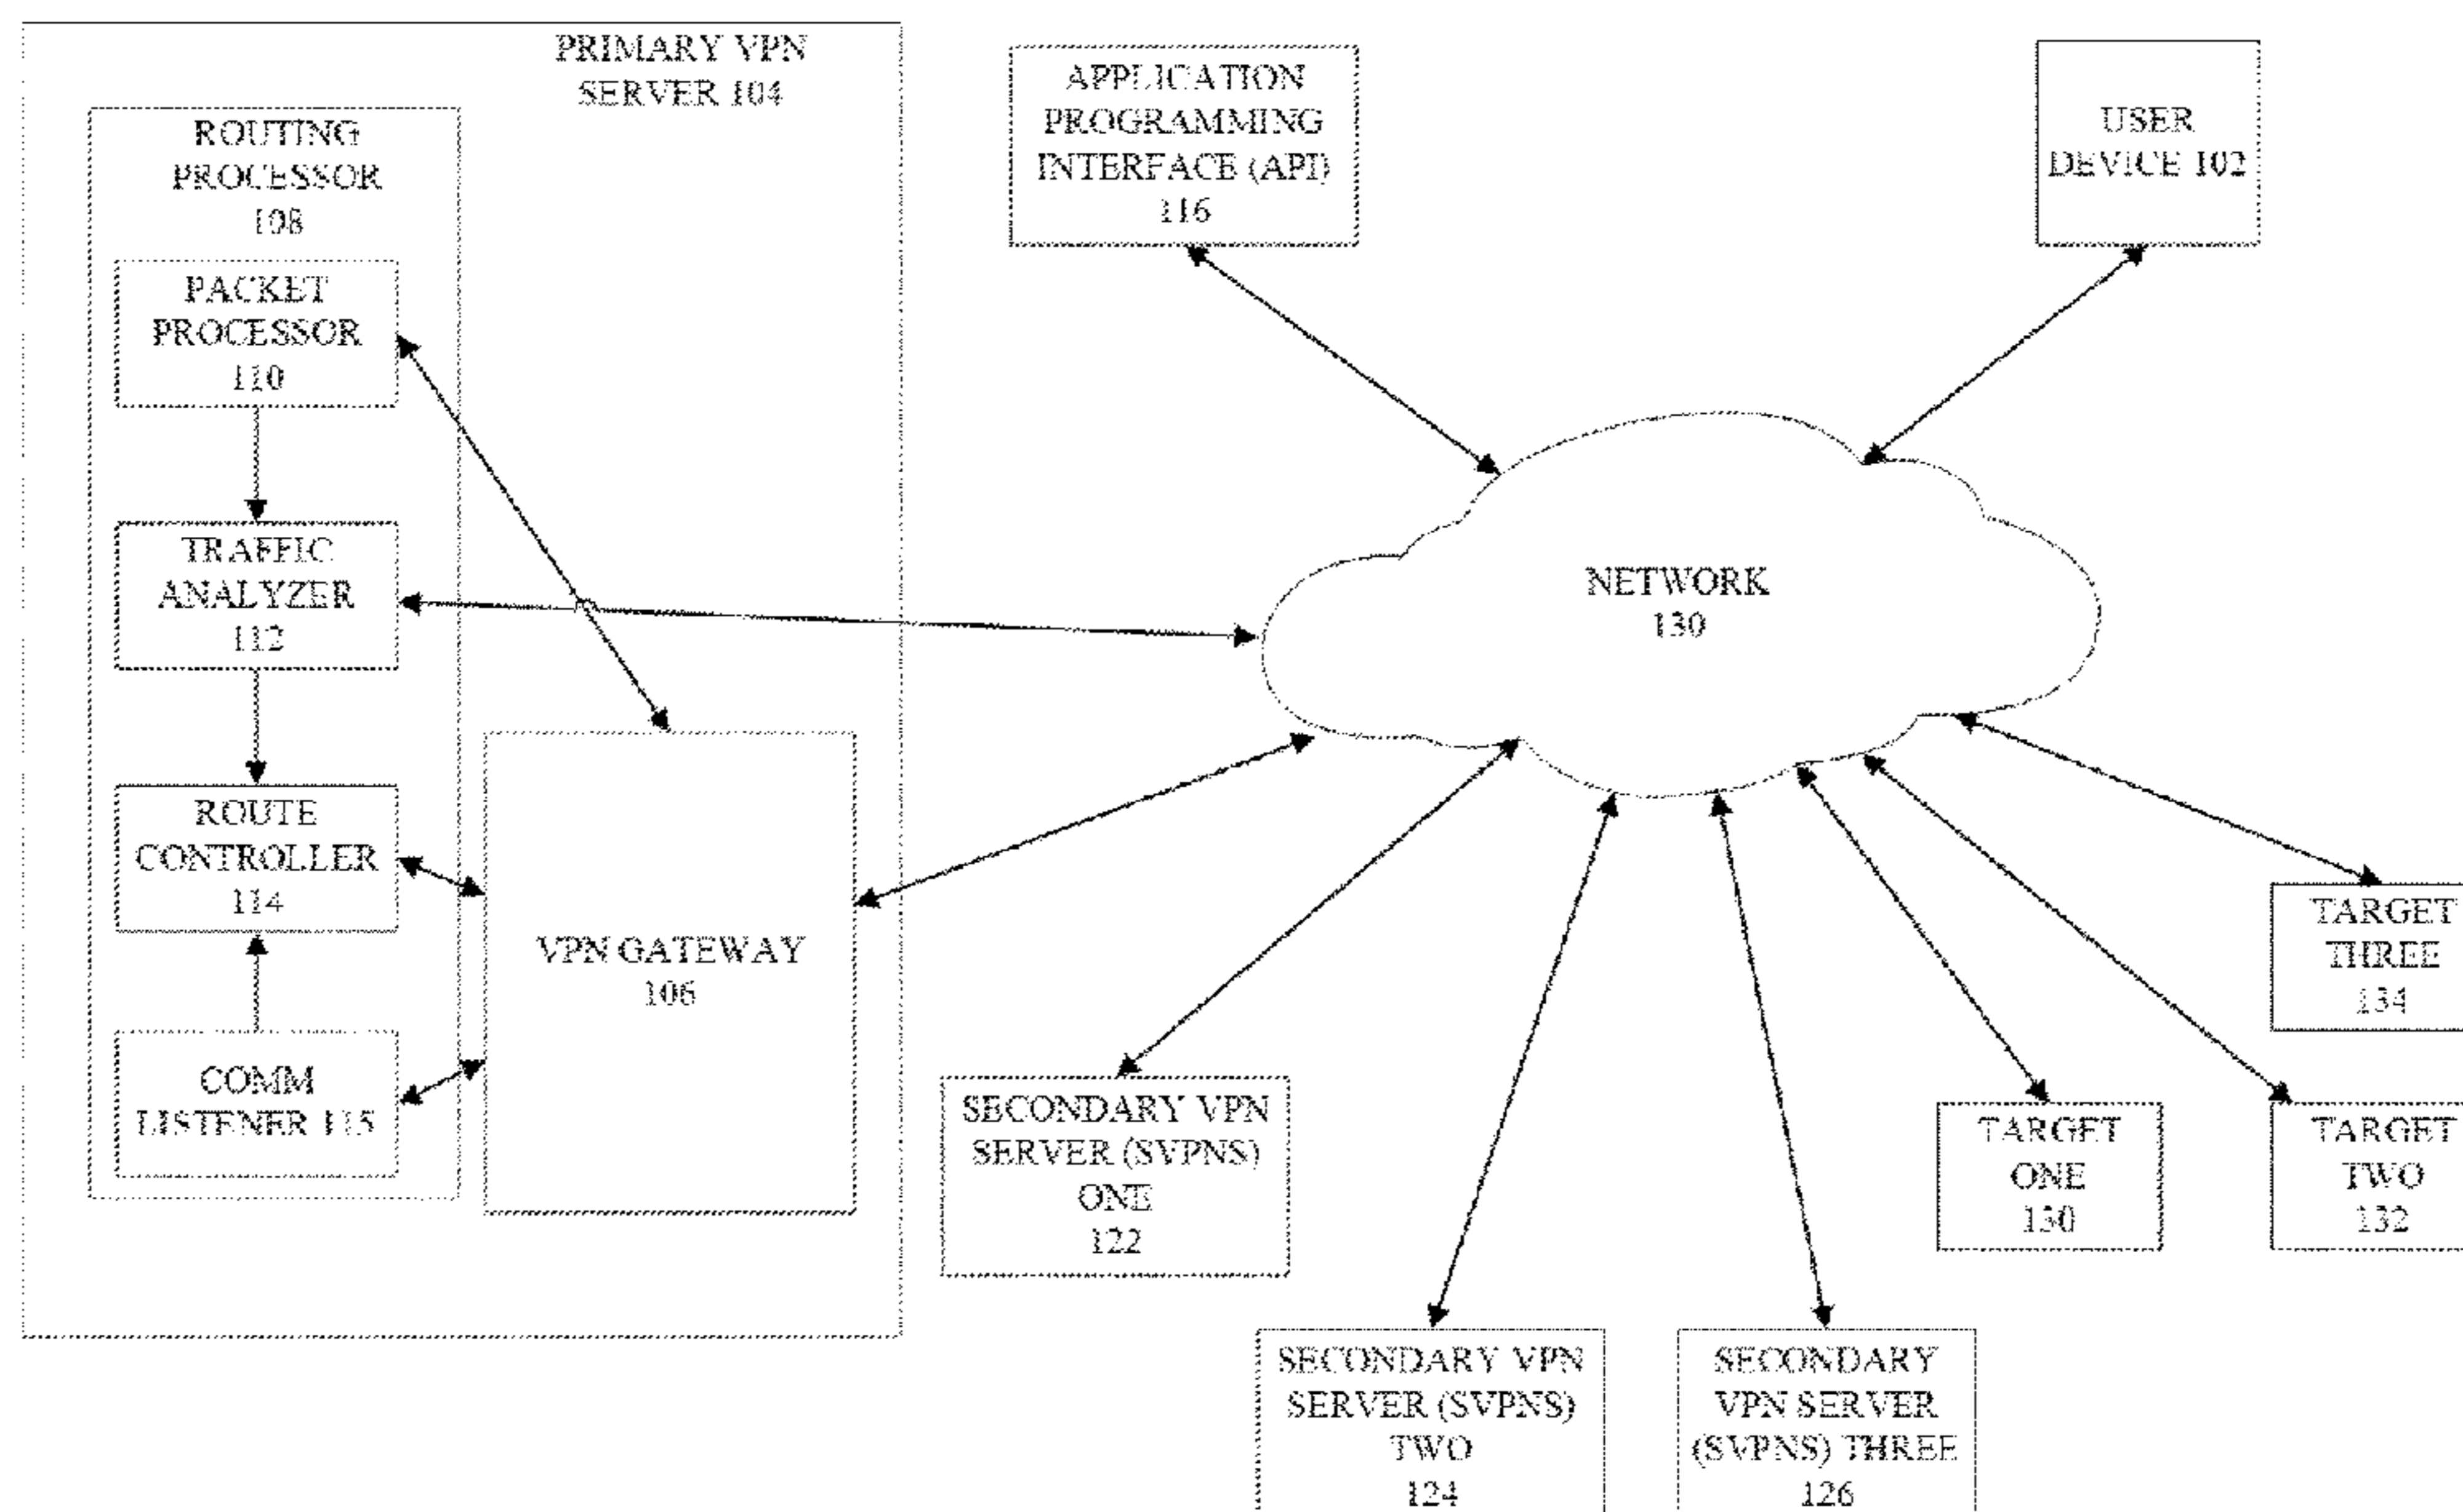 PRIMARY VPN
SERVER 104
ROUTING
PROCESSOR
108
PACKET
PROCESSOR
110
TRAFFIC
ANALYZER
112
ROUTE
CONTROLLER
114
COMM
LISTENER 115
VPN GATEWAY
106
APPLICATION
PROGRAMMING
INTERFACE (API)
116
USER
DEVICE 102
NETWORK
130
SECONDARY VPN
SERVER (SVPNS)
ONE
122
SECONDARY VPN
SERVER (SVPNS)
TWO
124
SECONDARY
VPN SERVER
(SVPNS) THREE
126
TARGET
ONE
130
TARGET
TWO
132
TARGET
THREE
134